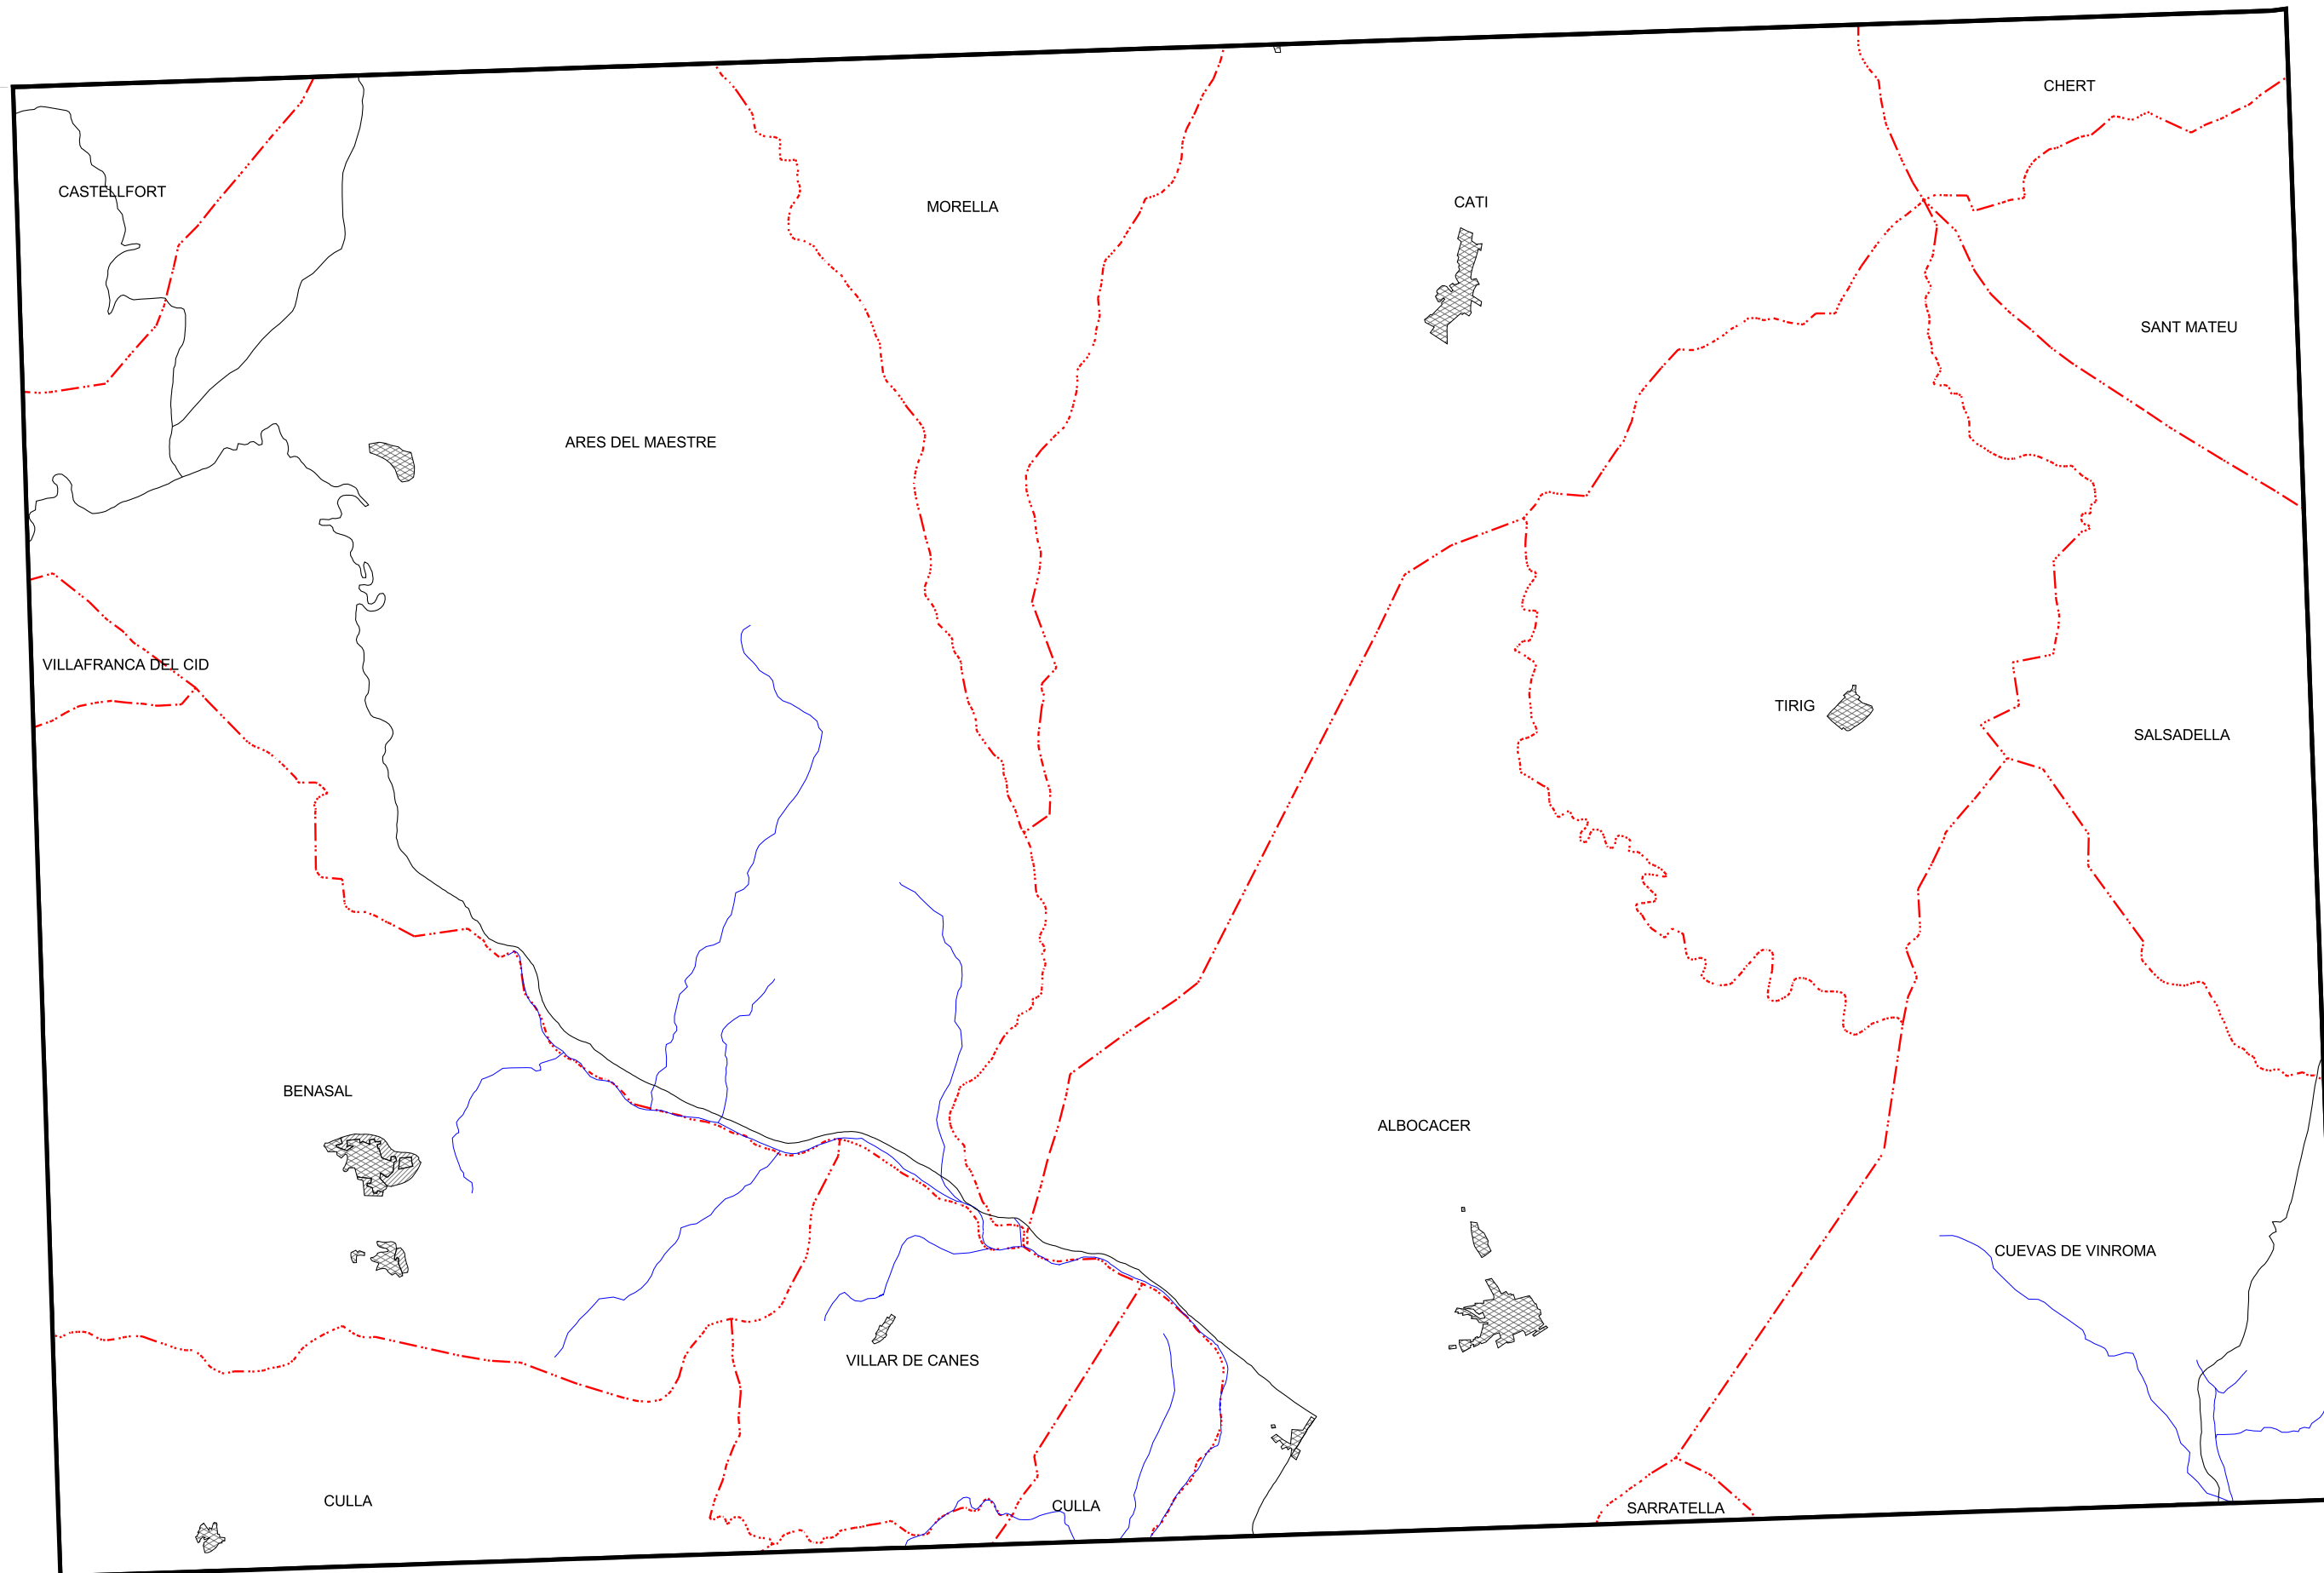 CHERT
CASTELLFORT
CATI
MORELLA
SANT MATEU
ARES DEL MAESTRE
VILLAFRANCA DEL CID
TIRIG
SALSADELLA
BENASAL
ALBOCACER
CUEVAS DE VINROMA
VILLAR DE CANES
CULLA
CULLA
SARRATELLA